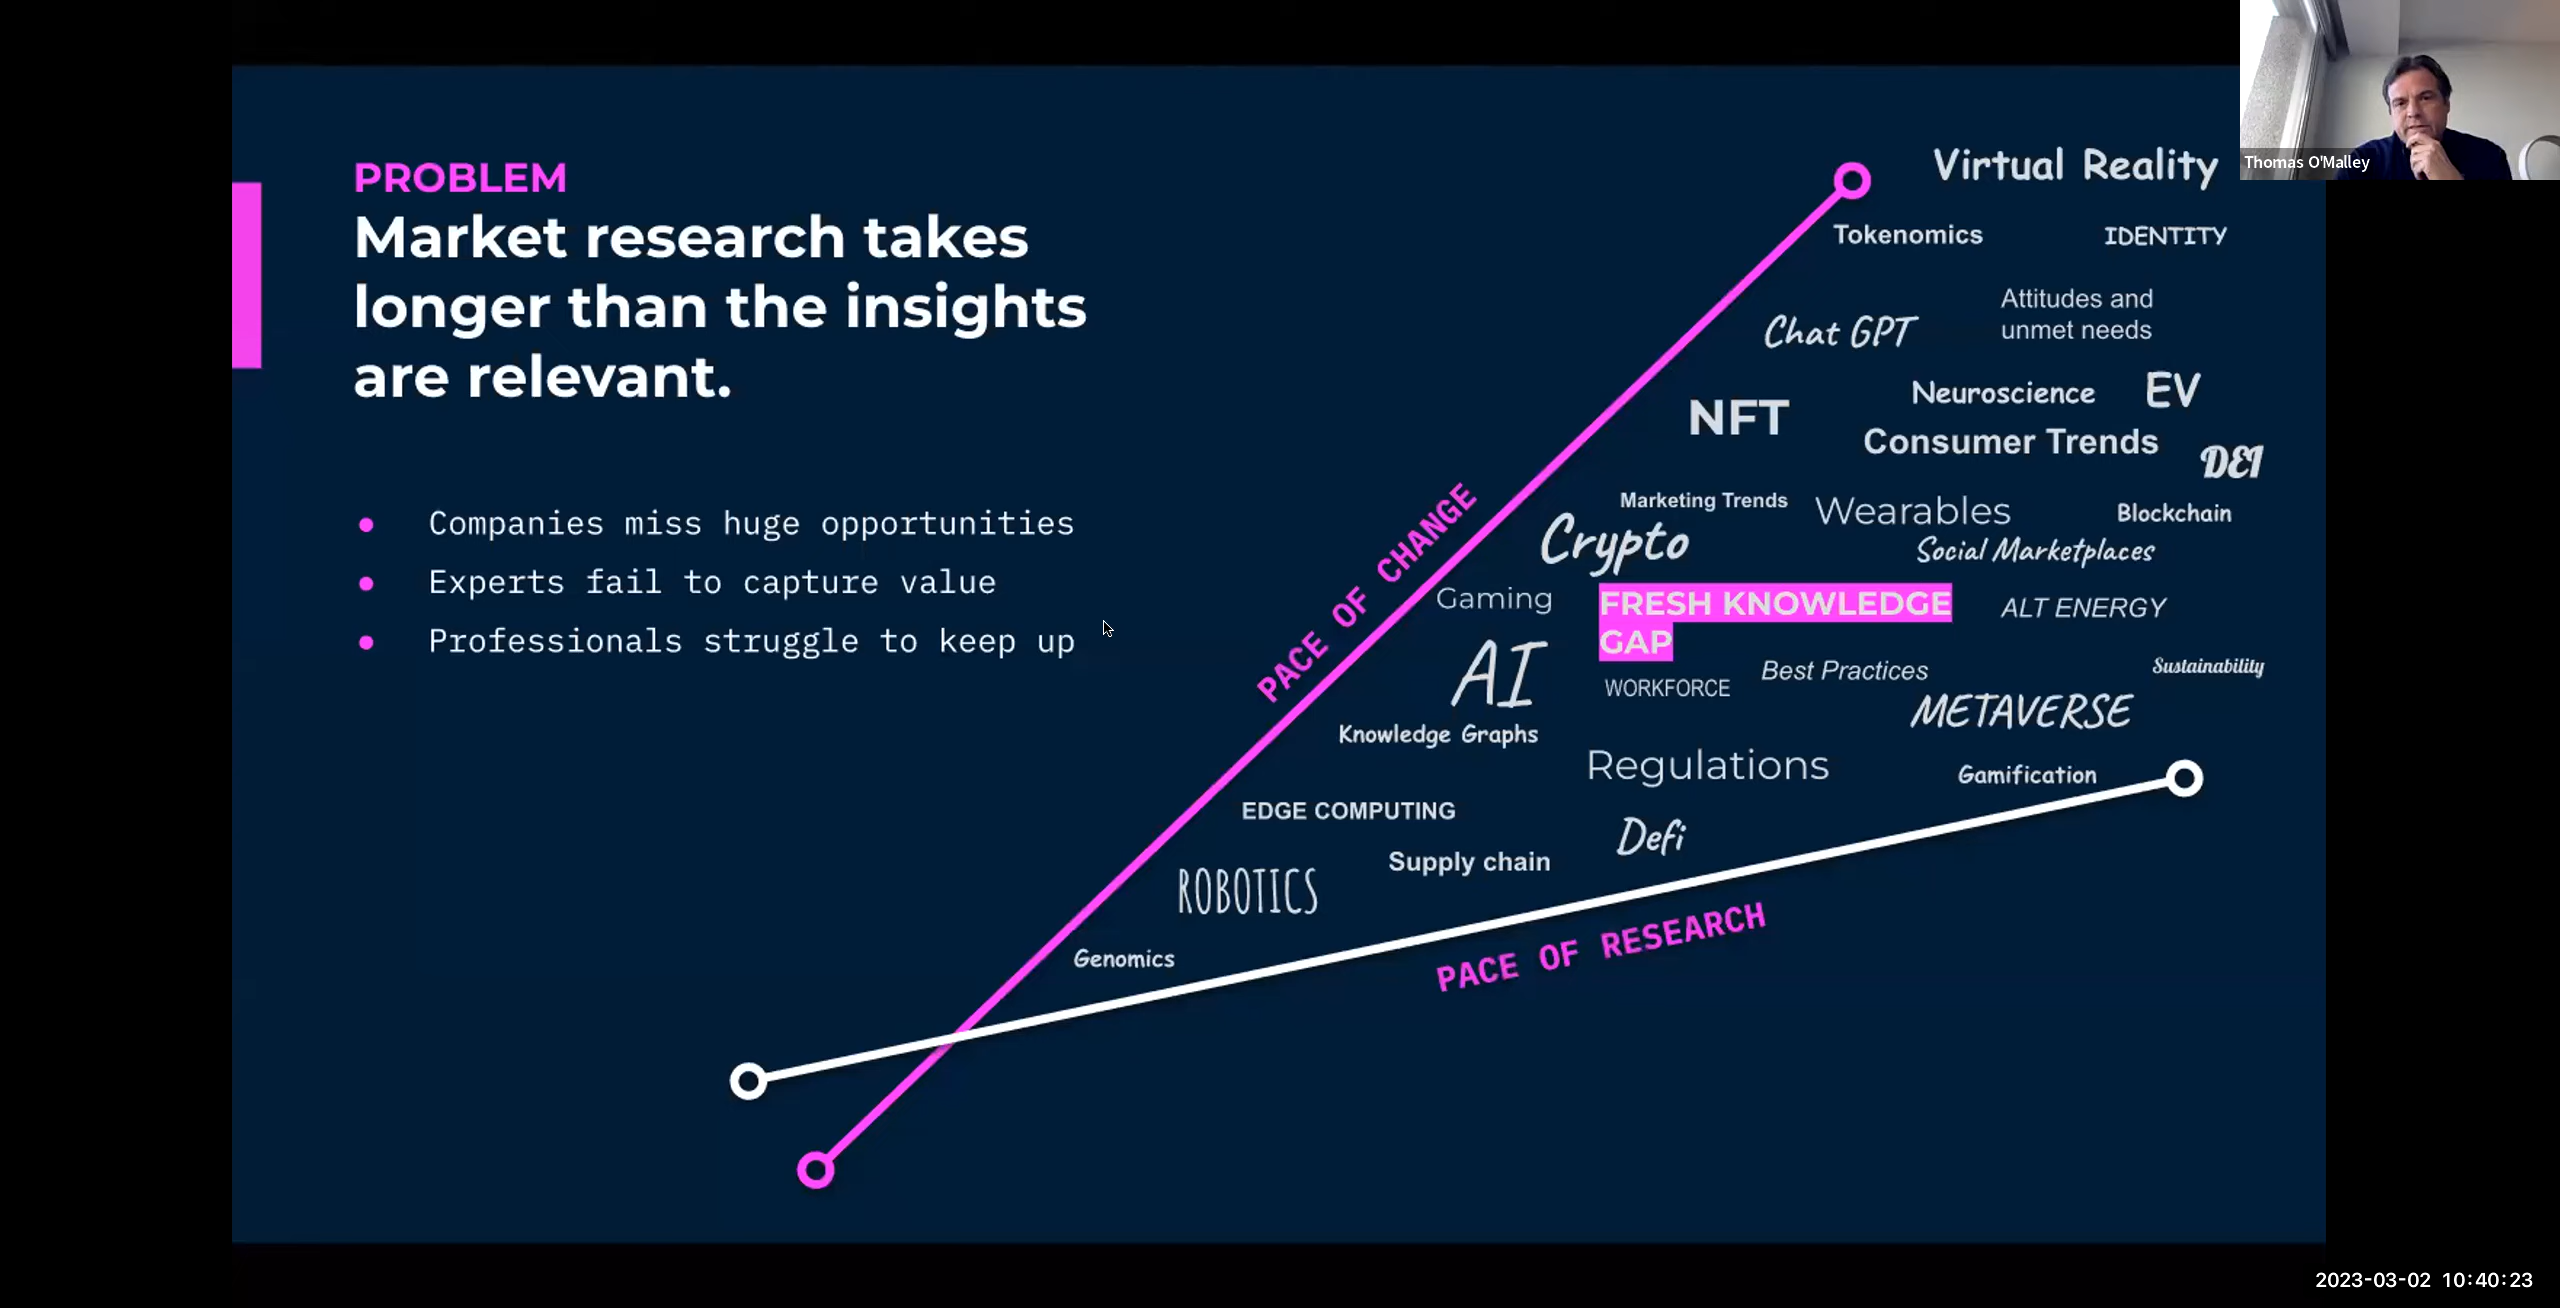 PROBLEM
Market research takes
longer than the insights
are relevant.
Companies miss huge opportunities
Experts fail to capture value
Professionals struggle to keep up
PACE OF CHANGE
Virtual Reality
Tokenomics
IDENTITY
Chat GPT
Attitudes and
unmet needs
NFT
Neuroscience
EV
Consumer Trends
DEI
Marketing Trends
Wearables
Blockchain
Crypto
Social Marketplaces
Gaming
FRESH KNOWLEDGE
GAP
ALT ENERGY
AI
WORKFORCE
Best Practices
Sustainability
METAVERSE
Knowledge Graphs
Regulations
Gamification
EDGE COMPUTING
Defi
Supply chain
ROBOTICS
Genomics
PACE OF RESEARCH
Thomas O'Malley
2023-03-02 10:40:23